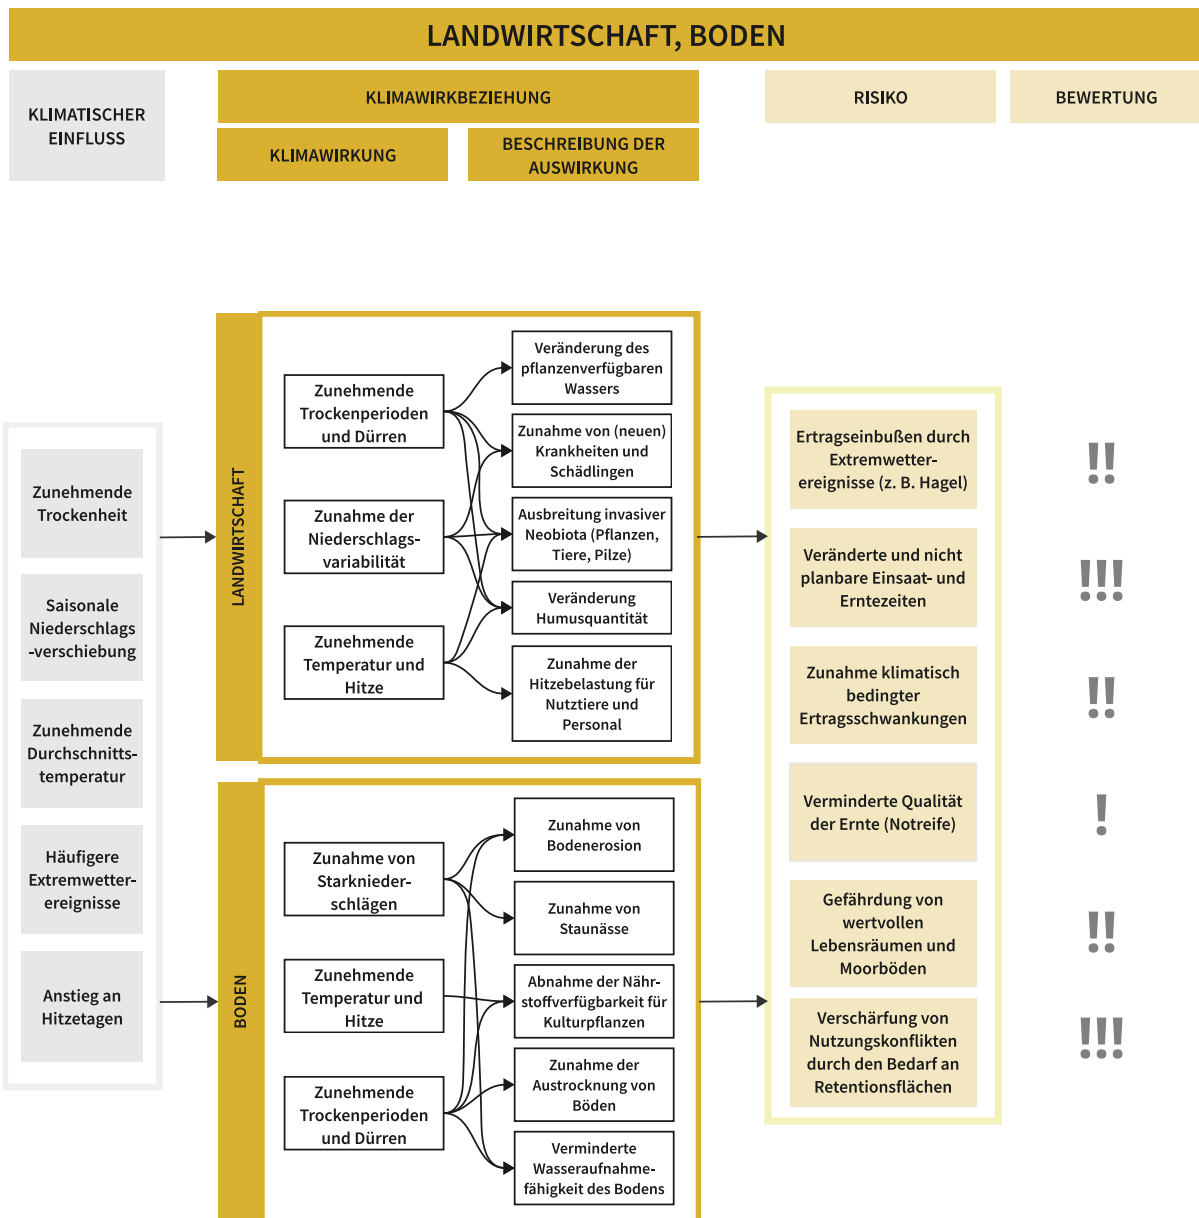 LANDWIRTSCHAFT, BODEN
KLIMATISCHER
EINFLUSS
KLIMAWIRKBEZIEHUNG
KLIMAWIRKUNG
BESCHREIBUNG DER
AUSWIRKUNG
RISIKO
BEWERTUNG
Zunehmende
Trockenheit
Saisonale
Niederschlags
-verschiebung
Zunehmende
Durchschnitts-
temperatur
Häufigere
Extremwetter-
ereignisse
Anstieg an
Hitzetagen
LANDWIRTSCHAFT
Zunehmende
Trockenperioden
und Dürren
Zunahme der
Niederschlags-
variabilität
Zunehmende
Temperatur und
Hitze
Veränderung des
pflanzenverfügbaren
Wassers
Zunahme von (neuen)
Krankheiten und
Schädlingen
Ausbreitung invasiver
Neobiota (Pflanzen,
Tiere, Pilze)
Veränderung
Humusquantität
Zunahme der
Hitzebelastung für
Nutztiere und
Personal
BODEN
Zunahme von
Starknieder-
schlägen
Zunehmende
Temperatur und
Hitze
Zunehmende
Trockenperioden
und Dürren
Zunahme von
Bodenerosion
Zunahme von
Staunässe
Abnahme der Nähr-
stoffverfügbarkeit für
Kulturpflanzen
Zunahme der
Austrocknung von
Böden
Verminderte
Wasseraufnahme-
fähigkeit des Bodens
Ertragseinbußen durch
Extremwetter-
ereignisse (z. B. Hagel)
!!
Veränderte und nicht
planbare Einsaat- und
Erntezeiten
!!!
Zunahme klimatisch
bedingter
Ertragsschwankungen
!!
Verminderte Qualität
der Ernte (Notreife)
!
Gefährdung von
wertvollen
Lebensräumen und
Moorböden
!!
Verschärfung von
Nutzungskonflikten
durch den Bedarf an
Retentionsflächen
!!!